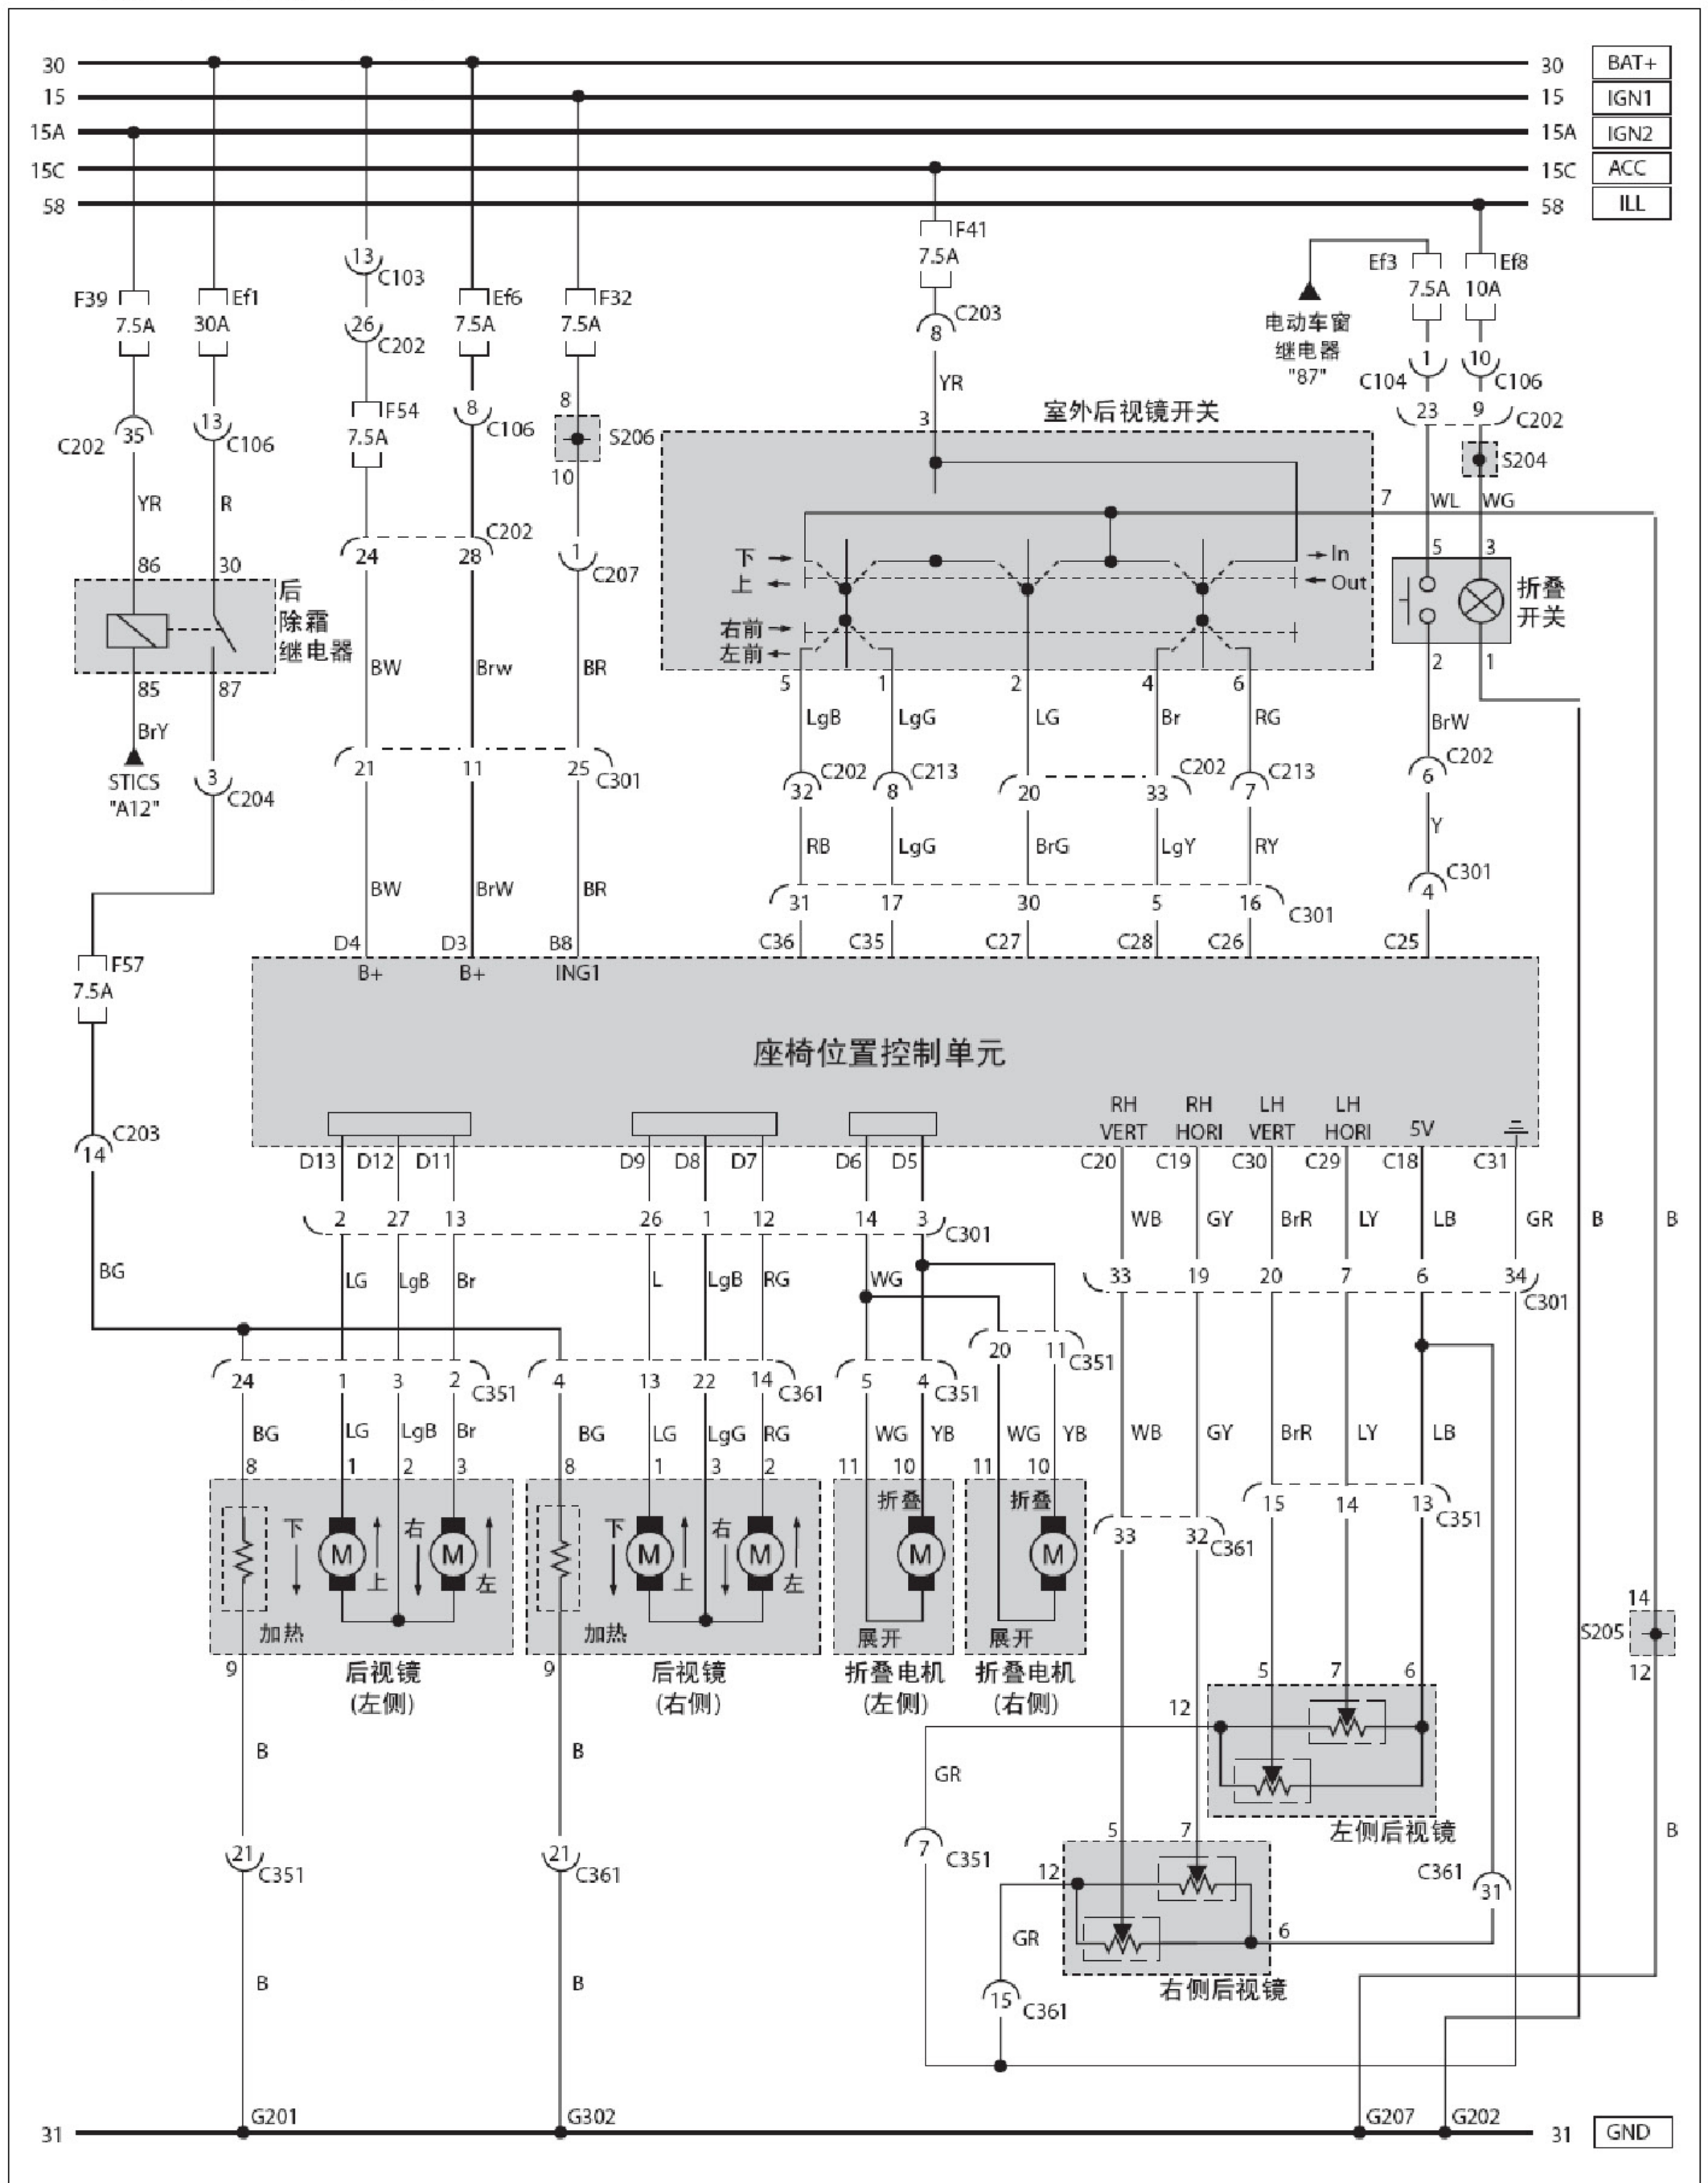 30
30
BAT+
15
15
IGN1
15A
15A
IGN2
15C
15C
ACC
58
58
ILL
F41
7.5A
C203
8
YR
13
C103
26
C202
F54
7.5A
F39
7.5A
Ef1
30A
Ef6
7.5A
F32
7.5A
Ef3
7.5A
Ef8
10A
电动车窗
继电器
"87"
1
C104
10
C106
23
9
C202
S204
C202
35
13
C106
8
C106
8
S206
10
室外后视镜开关
3
7
WL
WG
YR
R
C202
24
28
1
C207
下
上
In
Out
右前
左前
5
3
折叠
开关
2
1
86
30
后
除霜
继电器
85
87
BW
Brw
BR
5
1
2
4
6
LgB
LgG
LG
Br
RG
BrW
BrY
STICS
"A12"
3
C204
21
11
25
C301
C202
32
C213
8
20
33
C202
C213
7
C202
6
Y
RB
LgG
BrG
LgY
RY
C301
4
BW
BrW
BR
31
17
30
5
16
C301
D4
D3
B8
C36
C35
C27
C28
C26
C25
B+
B+
ING1
F57
7.5A
座椅位置控制单元
RH
VERT
RH
HORI
LH
VERT
LH
HORI
5V
C203
14
D13
D12
D11
D9
D8
D7
D6
D5
C20
C19
C30
C29
C18
C31
2
27
13
26
1
12
14
3
C301
WB
GY
BrR
LY
LB
GR
B
B
BG
LG
LgB
Br
L
LgB
RG
WG
33
19
20
7
6
34
C301
20
11
C351
24
1
3
2
C351
4
13
22
14
C361
5
4
C351
BG
LG
LgB
Br
BG
LG
LgG
RG
WG
YB
WG
YB
WB
GY
BrR
LY
LB
8
1
2
3
8
1
3
2
11
10
11
10
15
14
13
C351
33
32
C361
下
M
上
右
M
左
加热
下
M
上
右
M
左
加热
折叠
M
展开
折叠
M
展开
9
后视镜
(左侧)
9
后视镜
(右侧)
折叠电机
(左侧)
折叠电机
(右侧)
14
S205
12
5
7
6
12
左侧后视镜
B
B
GR
7
C351
B
21
C351
21
C361
5
7
12
6
右侧后视镜
C361
31
GR
15
C361
B
B
G201
G302
G207
G202
31
31
GND